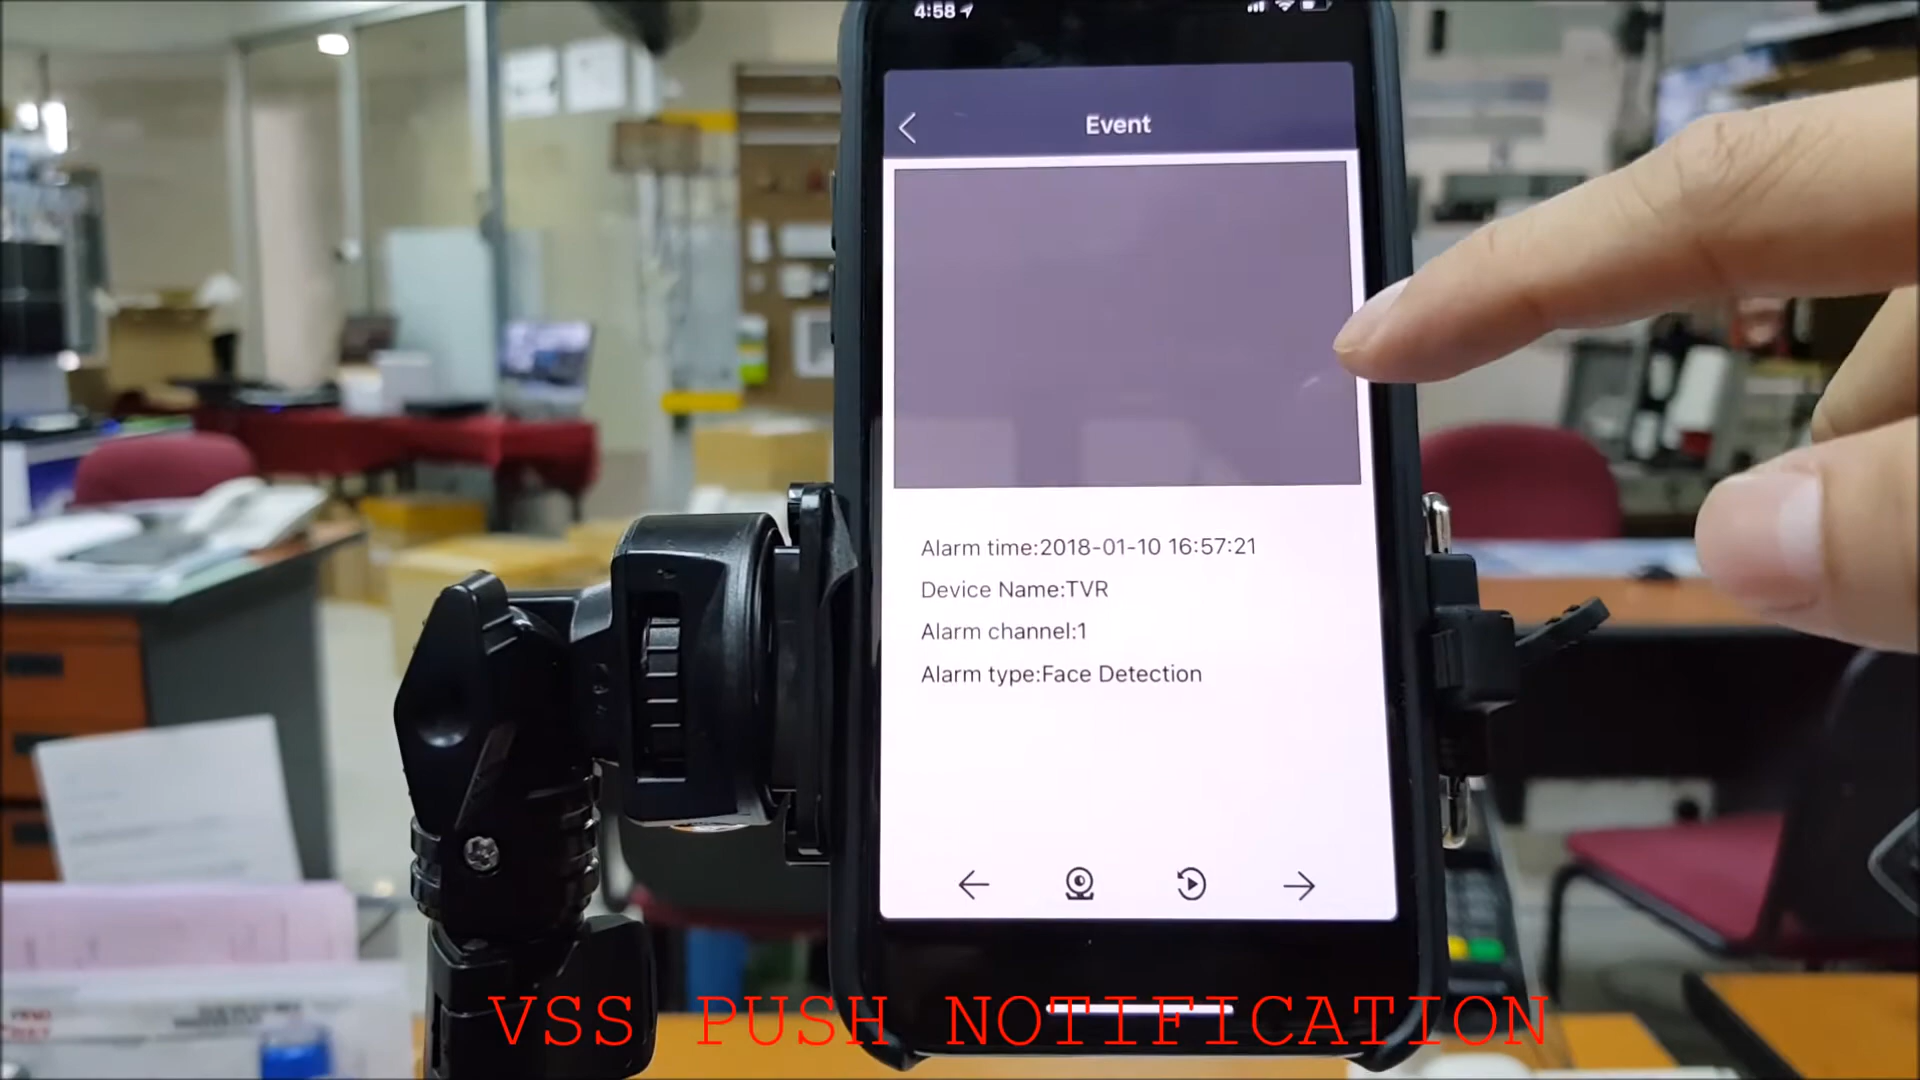 4:58
Event
Alarm time:2018-01-10 16:57:21
Device Name:TVR
Alarm channel:1
Alarm type:Face Detection
VSS PUSH NOTIFICATION